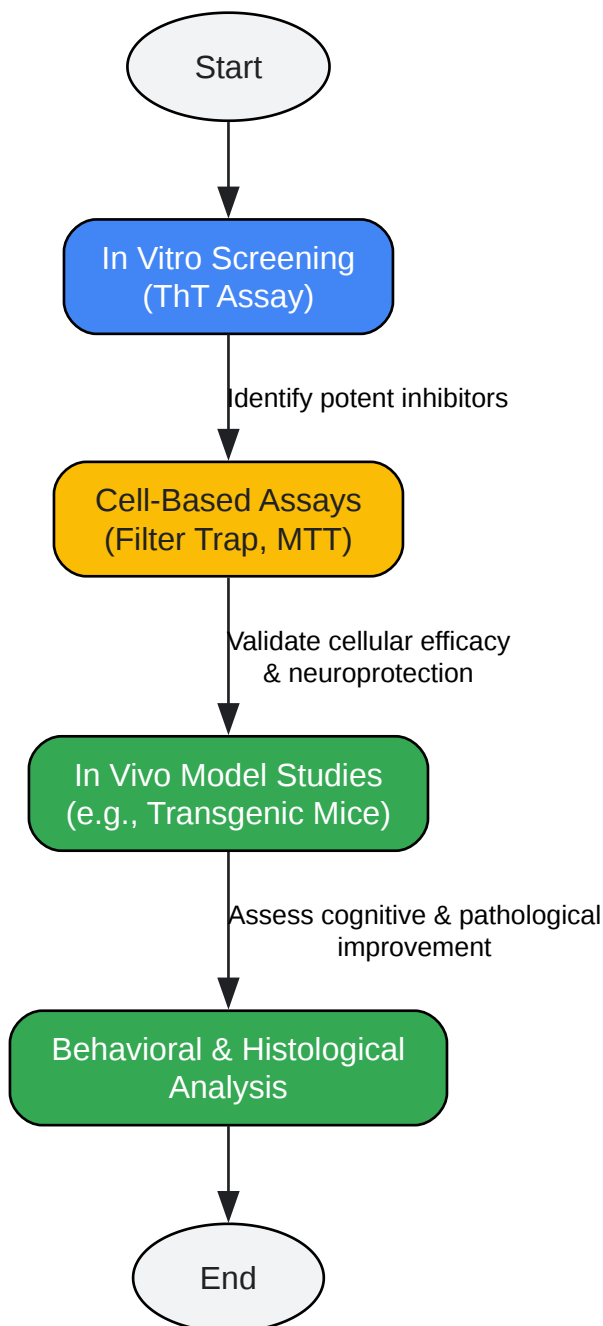 Start
In Vitro Screening
(ThT Assay)
Identify potent inhibitors
Cell-Based Assays
(Filter Trap, MTT)
Validate cellular efficacy
& neuroprotection
In Vivo Model Studies
(e.g., Transgenic Mice)
Assess cognitive & pathological
improvement
Behavioral & Histological
Analysis
End